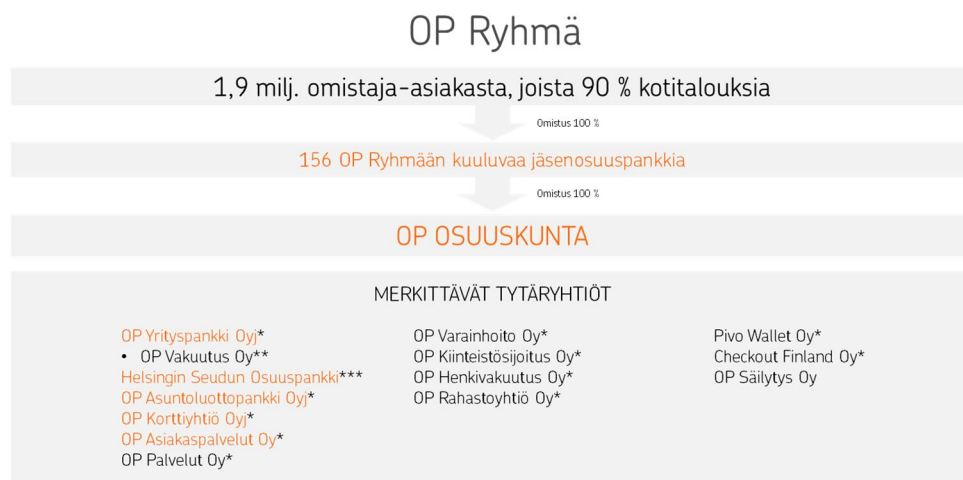 OP Ryhmä
1,9 milj. omistaja-asiakasta, joista 90 % kotitalouksia
Omistus 100 %
156 OP Ryhmään kuuluvaa jäsenosuuspankkia
Omistus 100 %
OP OSUUSKUNTA
MERKITTÄVÄT TYTÄRYHTIÖT
OP Yrityspankki Oyj*
• OP Vakuutus Oy**
Helsingin Seudun Osuuspankki***
OP Asuntoluottopankki Oyj*
OP Korttiyhtiö Oyj*
OP Asiakaspalvelut Oy*
OP Palvelut Oy*
OP Varainhoito Oy*
OP Kiinteistösijoitus Oy*
OP Henkivakuutus Oy*
OP Rahastoyhtiö Oy*
Pivo Wallet Oy*
Checkout Finland Oy*
OP Säilytys Oy